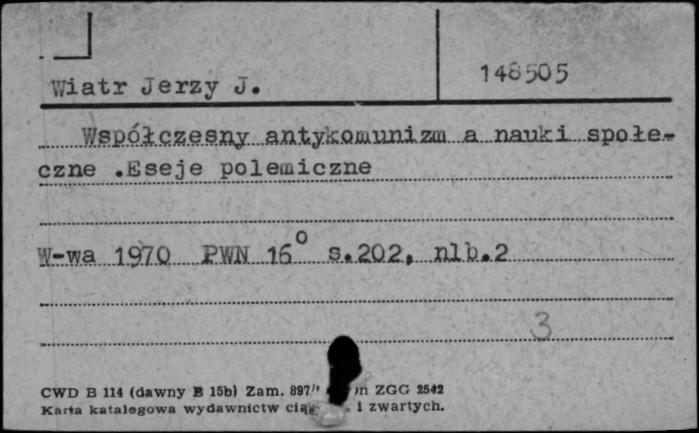 Wiatr Jerzy J.
148505
Współczesny antykomunizm a nauki społe-
czne .Eseje polemiczne
W-wa 1970 PWN 16° s.202, nlb.2
3
CWD B 114 (dawny B 15b) Zam. 897/ ZGG 2542
Karta katalogowa wydawnictw i zwartych.